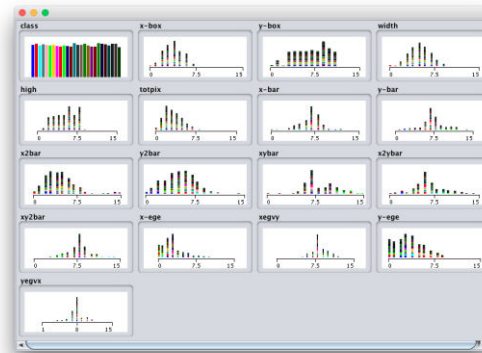 class x-box y-box width
0 7.5 15 0 7.5 15 0 7.5 15
high totpix x-bar y-bar
0 7.5 15 0 7.5 15 0 7.5 15 0 7.5 15
x2bar y2bar xybar x2ybar
0 7.5 15 0 7.5 15 0 7.5 15 0 7.5 15
xy2bar x-ege xegvy y-ege
0 7.5 15 0 7.5 15 0 7.5 15 0 7.5 15
yegvx
8 15